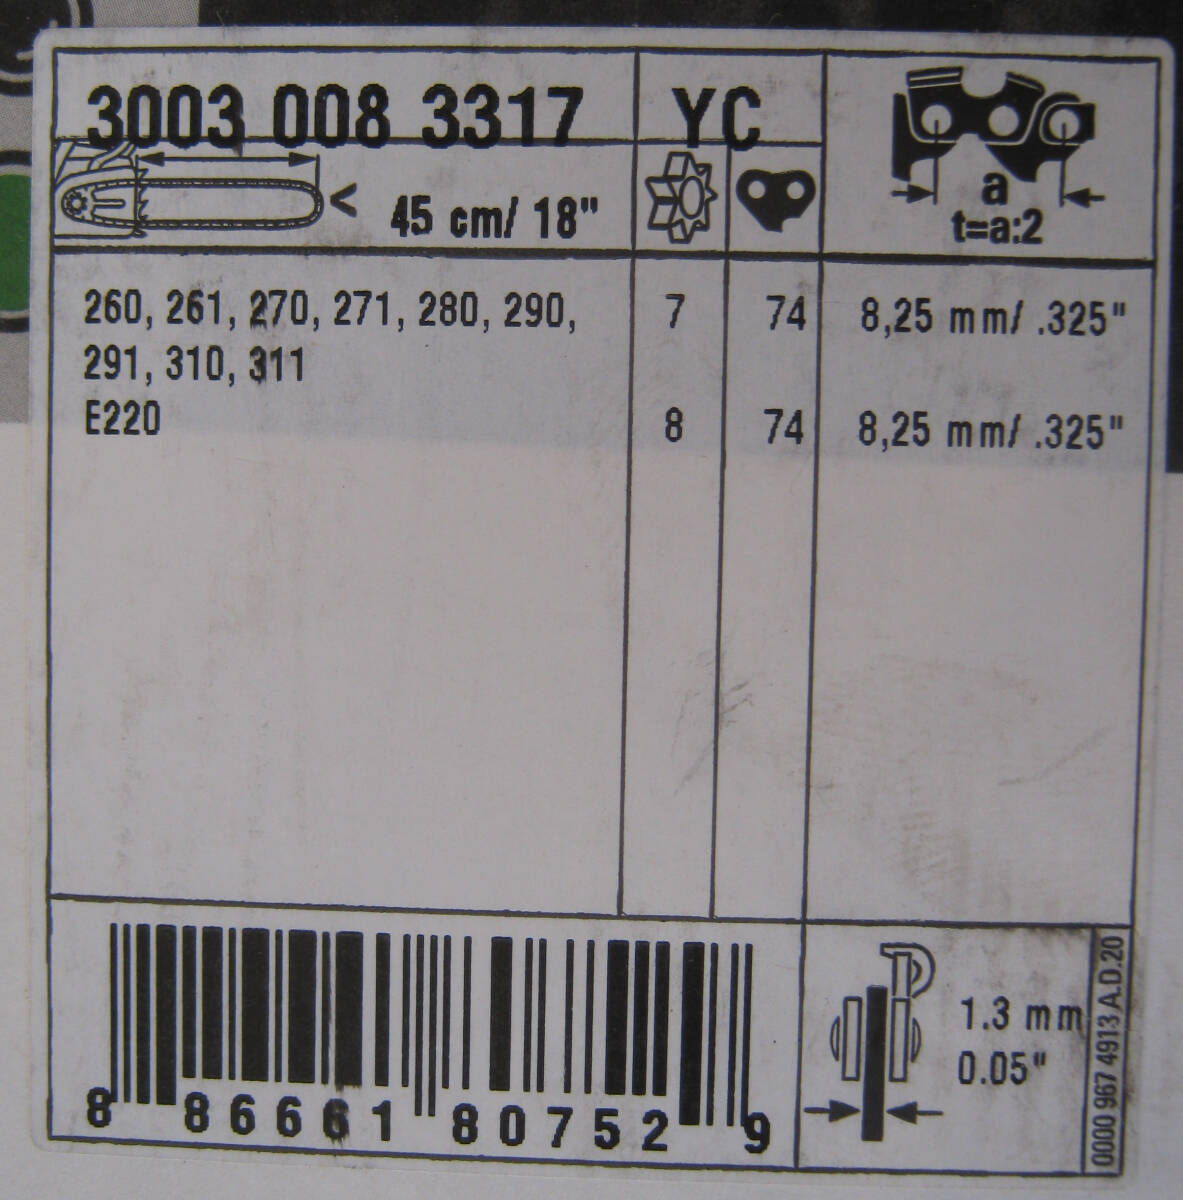 3003 008 3317 YC
< 45 cm/ 18"
a
t=a:2
260, 261, 270, 271, 280, 290, 7 74 8,25 mm/ .325"
291, 310, 311
E220 8 74 8,25 mm/ .325"
8 86661 80752 9
1.3 mm
0.05"
0000 967 4913 A.D.20